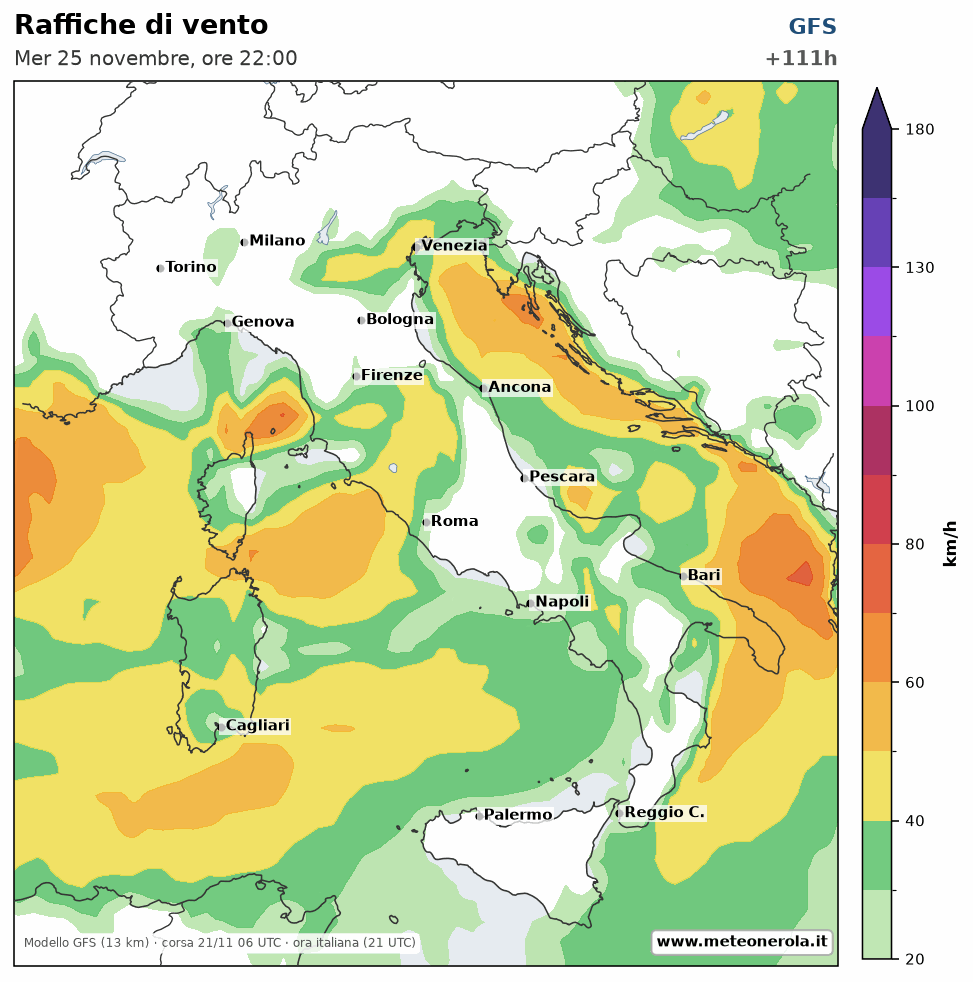 Raffiche di vento
GFS
Mer 25 novembre, ore 22:00
+111h
Milano
Venezia
Torino
Genova
Bologna
Firenze
Ancona
Pescara
Roma
Bari
Napoli
Cagliari
Palermo
Reggio C.
180
130
100
80
60
40
20
km/h
Modello GFS (13 km) · corsa 21/11 06 UTC · ora italiana (21 UTC)
www.meteonerola.it